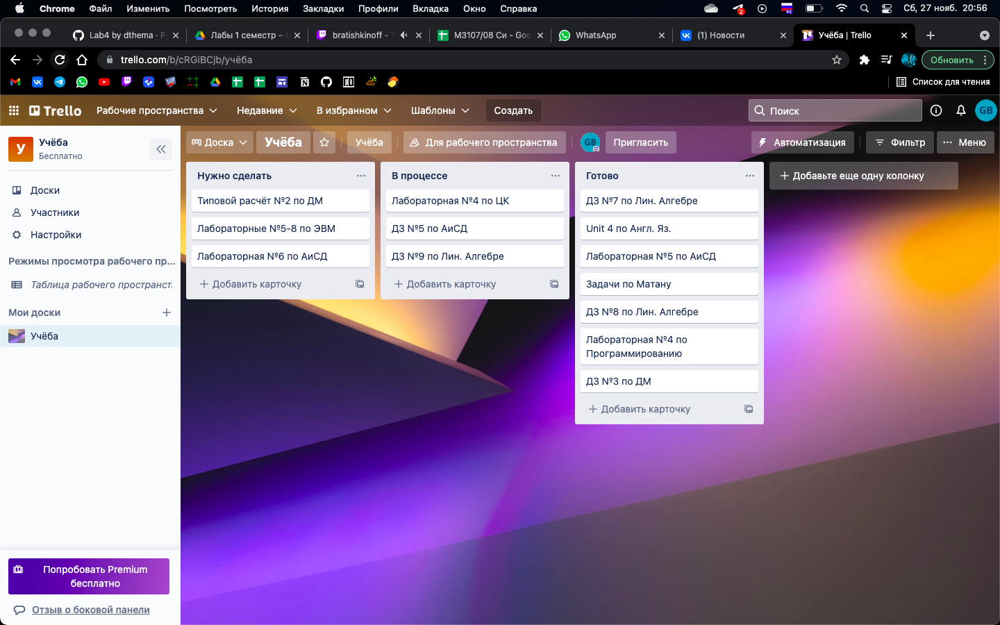 Chrome Файл Изменить Посмотреть История Закладки Профили Вкладка Окно Справка 2 РС Сб, 27 нояб. 20:56
Lab4 by dthema · Лабы 1 семестр – bratishkinoff - M3107/08 Си - Goo WhatsApp (1) Новости Учёба | Trello
trello.com/b/cRGiBCjb/учёба Обновить
Список для чтения
Trello Рабочие пространства Недавние В избранном Шаблоны Создать Поиск GB
У Учёба
Бесплатно
Доска Учёба Учёба Для рабочего пространства GB Пригласить Автоматизация Фильтр Меню
Доски
Участники
Настройки
Режимы просмотра рабочего пр...
Таблица рабочего пространст
Мои доски
Учёба
Попробовать Premium
бесплатно
Отзыв о боковой панели
Нужно сделать
Типовой расчёт №2 по ДМ
Лабораторные №5-8 по ЭВМ
Лабораторная №6 по АиСД
Добавить карточку
В процессе
Лабораторная №4 по ЦК
ДЗ №5 по АиСД
ДЗ №9 по Лин. Алгебре
Добавить карточку
Готово
ДЗ №7 по Лин. Алгебре
Unit 4 по Англ. Яз.
Лабораторная №5 по АиСД
Задачи по Матану
ДЗ №8 по Лин. Алгебре
Лабораторная №4 по
Программированию
ДЗ №3 по ДМ
Добавить карточку
Добавьте еще одну колонку